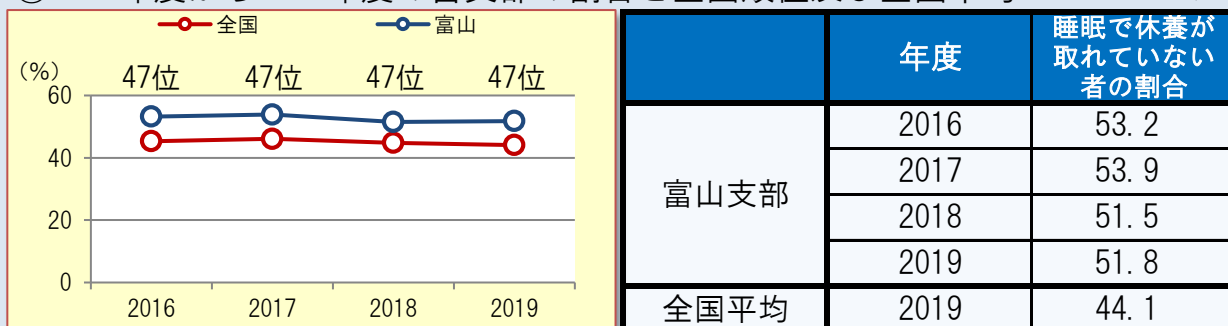 全国 富山
(%)
47位 47位 47位 47位
60
40
20
0
2016 2017 2018 2019
年度 睡眠で休養が
取れていない
者の割合
富山支部
2016 53.2
2017 53.9
2018 51.5
2019 51.8
全国平均 2019 44.1